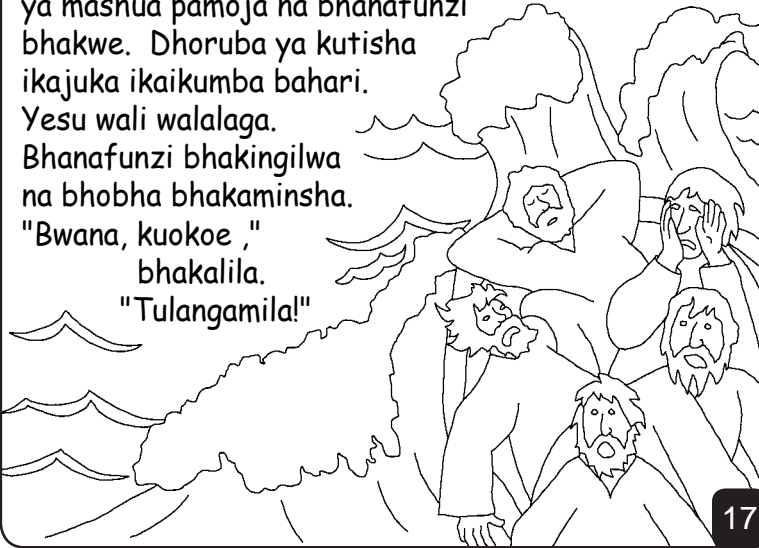 ya mashua pamoja na bhanafunzi
bhakwe. Dhoruba ya kutisha
ikajuka ikaikumba bahari.
Yesu wali walalaga.
Bhanafunzi bhakingilwa
na bhobha bhakaminsha.
"Bwana, kuokoe ,"
bhakalila.
"Tulangamila!"
17